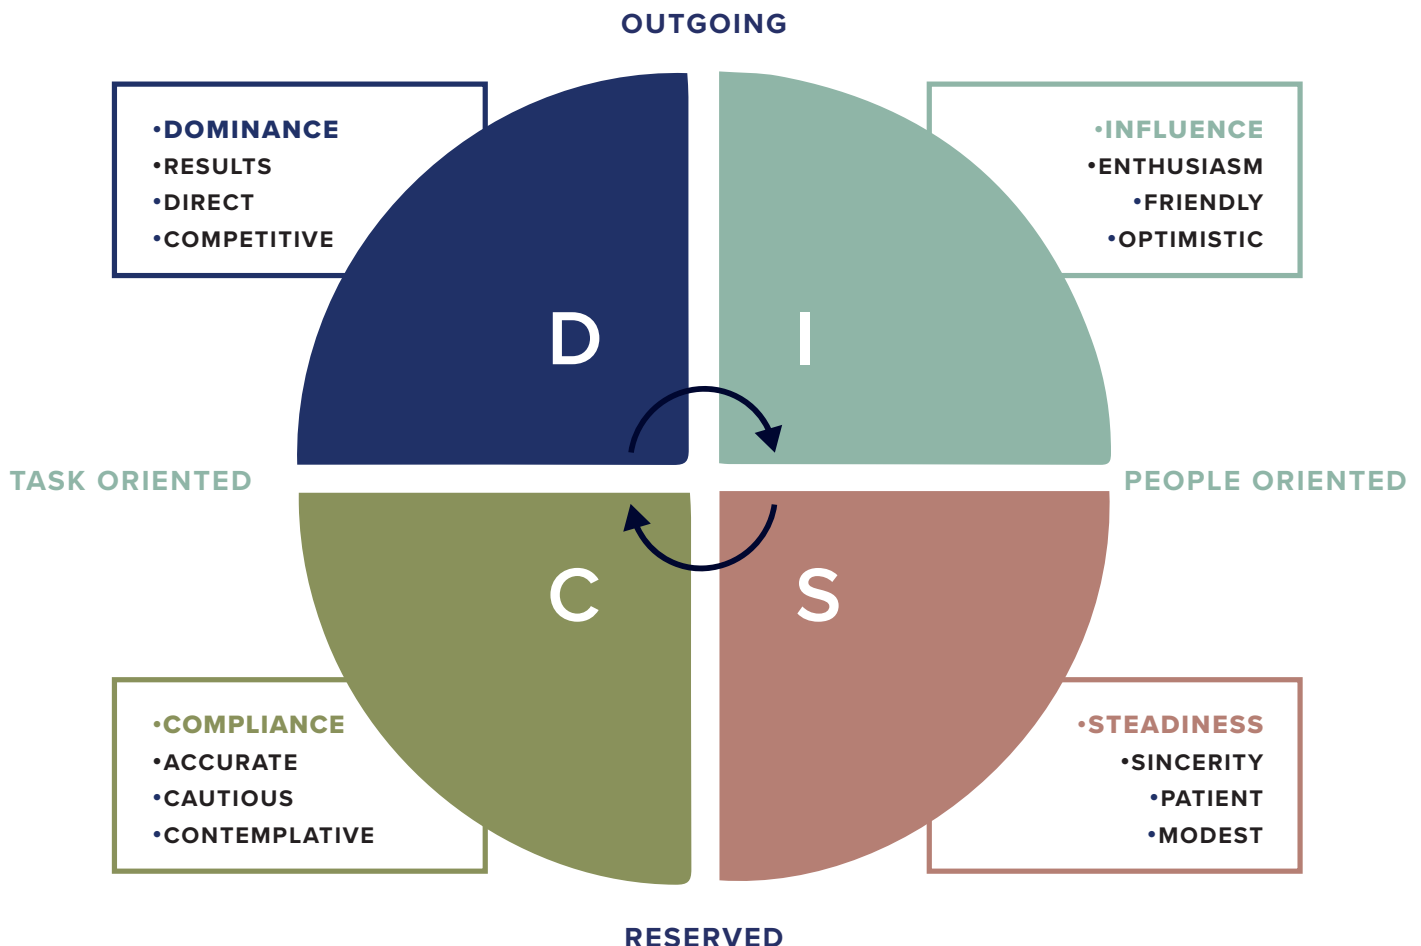 OUTGOING
•DOMINANCE
•RESULTS
•DIRECT
•COMPETITIVE
•INFLUENCE
•ENTHUSIASM
•FRIENDLY
•OPTIMISTIC
D
I
TASK ORIENTED
PEOPLE ORIENTED
C
S
•COMPLIANCE
•ACCURATE
•CAUTIOUS
•CONTEMPLATIVE
•STEADINESS
•SINCERITY
•PATIENT
•MODEST
RESERVED